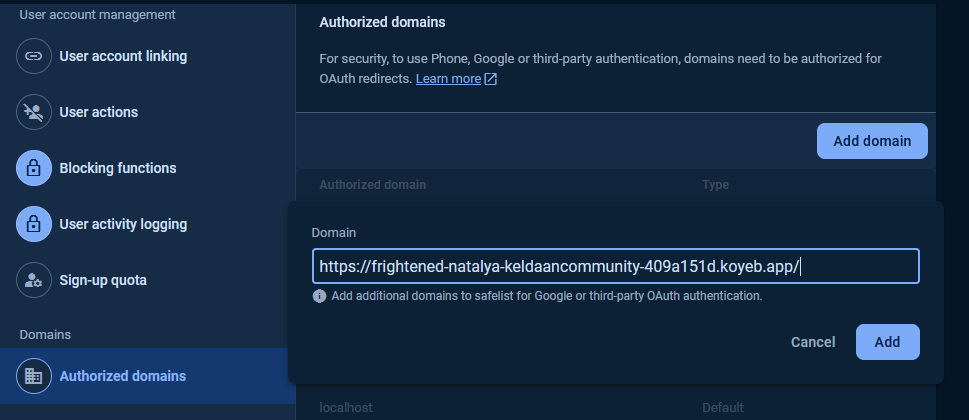 User account management
User account linking
User actions
Blocking functions
User activity logging
Sign-up quota
Domains
Authorized domains
Authorized domains
For security, to use Phone, Google or third-party authentication, domains need to be authorized for
OAuth redirects. Learn more
Add domain
Authorized domain
Type
Domain
https://frightened-natalya-keldaancommunity-409a151d.koyeb.app/
Add additional domains to safelist for Google or third-party OAuth authentication.
Cancel
Add
localhost
Default